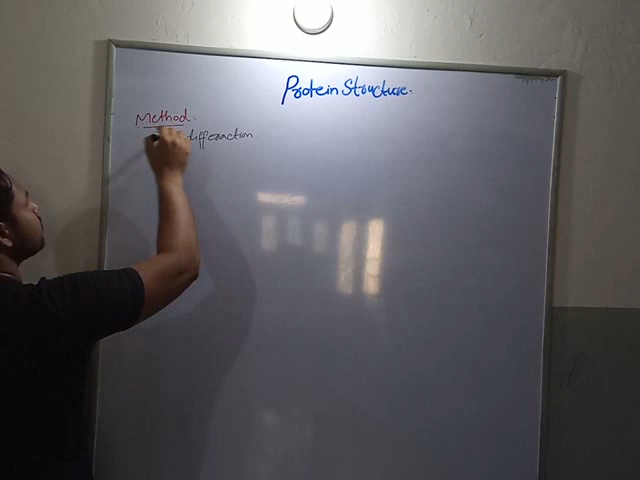 Protein Structure.
Method.
diffraction